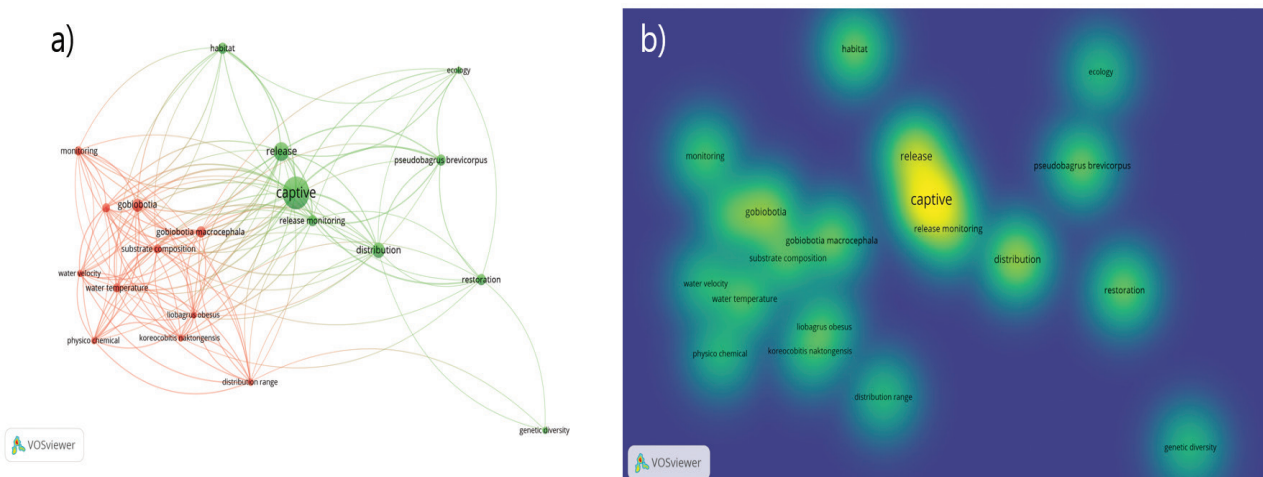 a)
habitat
ecology
monitoring
release
pseudobagrus brevicorpus
captive
gobiobotia
release monitoring
gobiobotia macrocephala
substrate composition
distribution
water velocity
restoration
water temperature
liobagrus obesus
physico chemical
koreocobitis naktongensis
distribution range
genetic diversity
VOSviewer
b)
habitat
ecology
monitoring
release
pseudobagrus brevicorpus
captive
gobiobotia
release monitoring
gobiobotia macrocephala
substrate composition
distribution
water velocity
restoration
water temperature
liobagrus obesus
physico chemical
koreocobitis naktongensis
distribution range
genetic diversity
VOSviewer